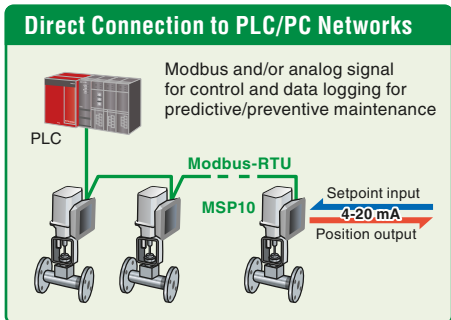 Direct Connection to PLC/PC Networks
Modbus and/or analog signal
for control and data logging for
predictive/preventive maintenance
PLC
Modbus-RTU
MSP10
Setpoint input
4-20 mA
Position output